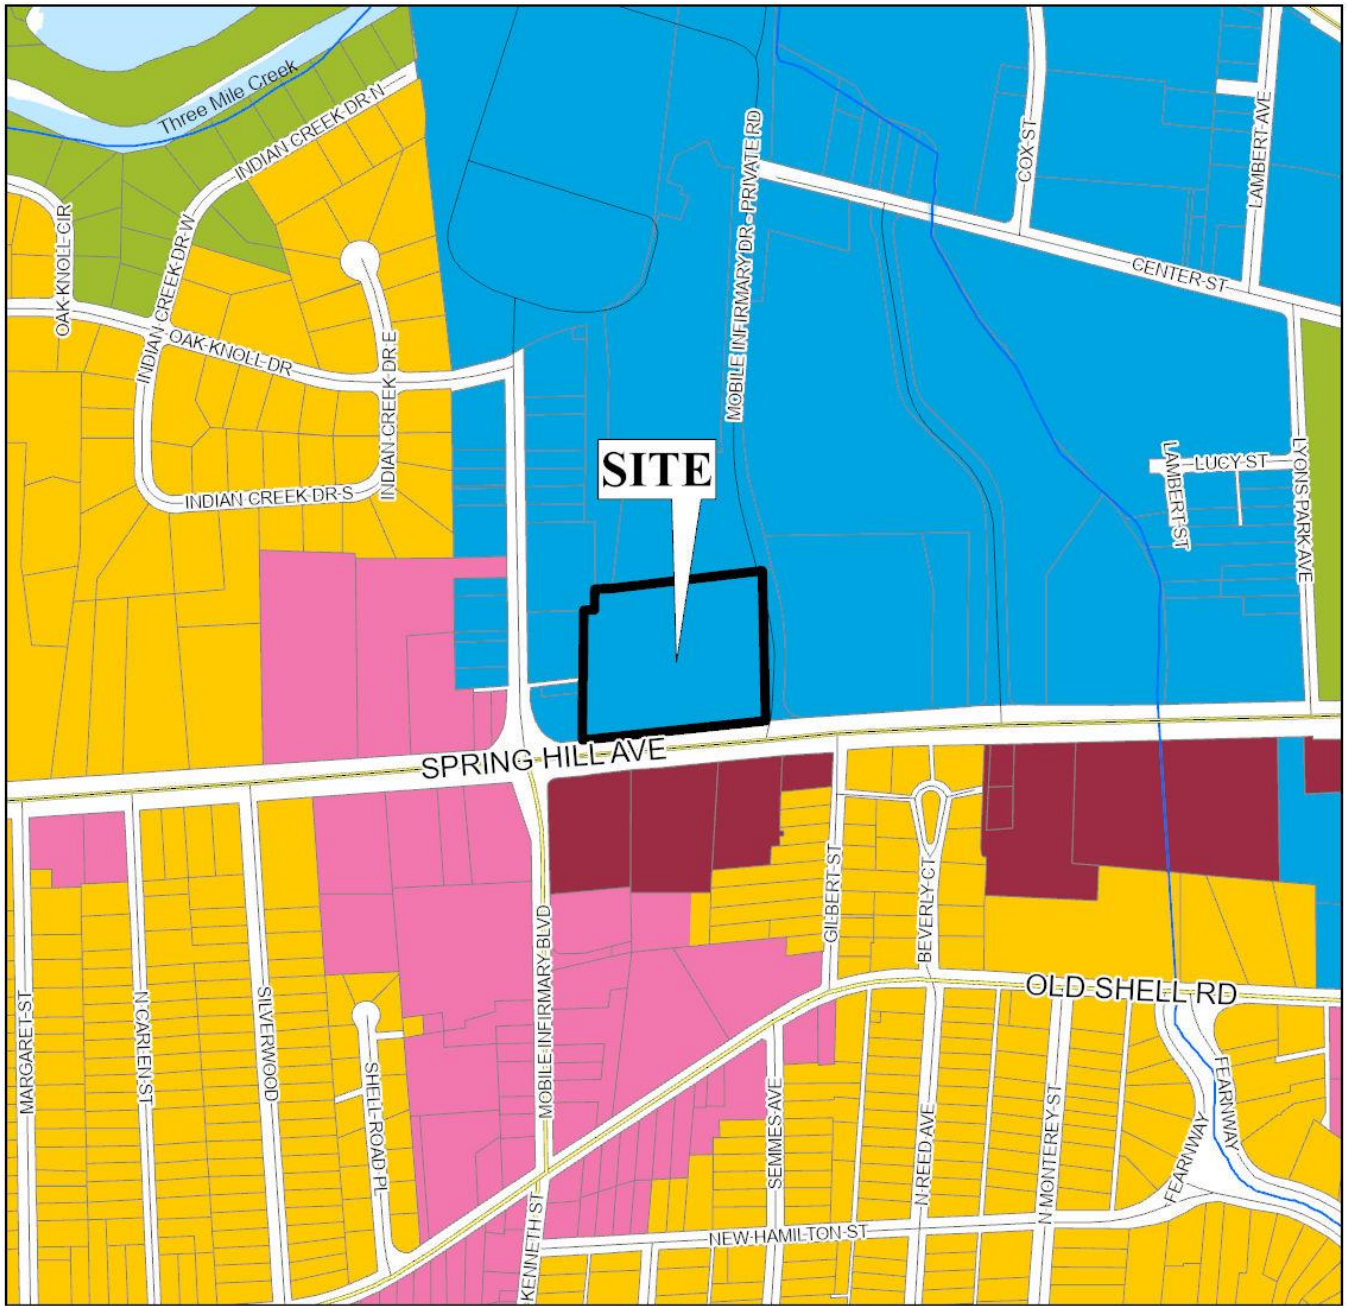 Three Mile Creek
INDIAN CREEK DR N
MOBILE INFIRMARY DR - PRIVATE RD
COX ST
LAMBERT AVE
OAK KNOLL CIR
INDIAN CREEK DR W
CENTER ST
OAK KNOLL DR
INDIAN CREEK DR E
SITE
LUCY ST
LAMBERT ST
LYONS PARK AVE
INDIAN CREEK DR S
SPRING HILL AVE
GILBERT ST
BEVERLY CT
MOBILE INFIRMARY BLVD
OLD SHELL RD
MARGARET ST
N CARLEN ST
SILVERWOOD
SHELL ROAD PL
SEMMES AVE
N REED AVE
N MONTEREY ST
FEARNWAY
FEARNWAY
KENNETH ST
NEW HAMILTON ST